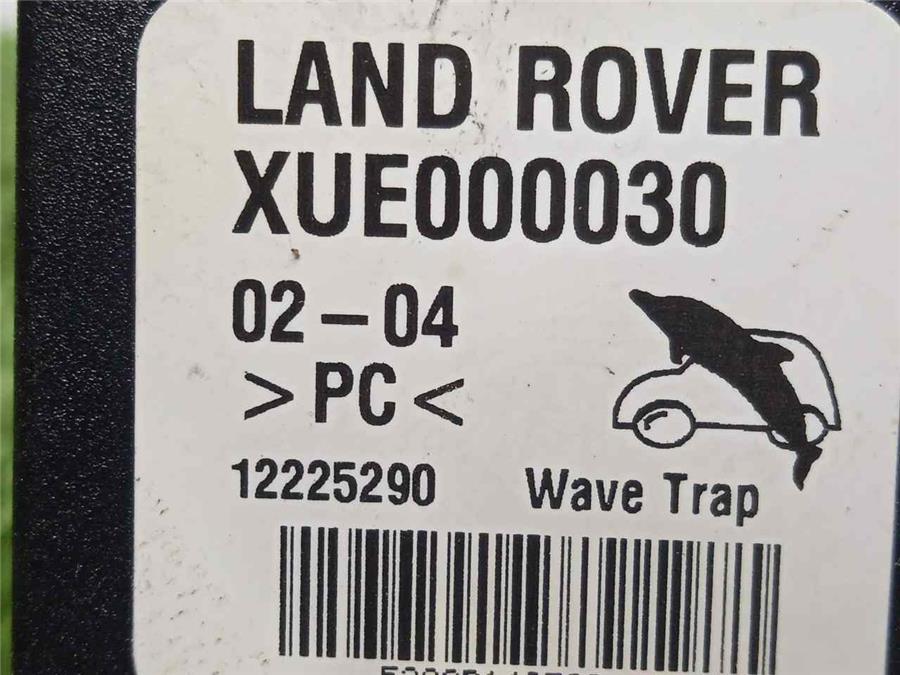 LAND ROVER
XUE000030
02-04
>PC<
12225290
Wave Trap